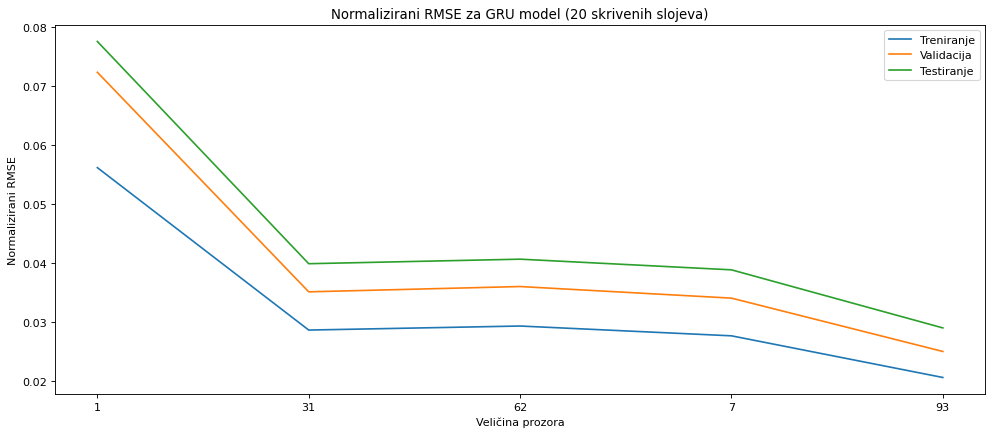 Normalizirani RMSE za GRU model (20 skrivenih slojeva)
0.08
0.07
0.06
0.05
0.04
0.03
0.02
Normalizirani RMSE
Treniranje
Validacija
Testiranje
1 31 62 7 93
Veličina prozora